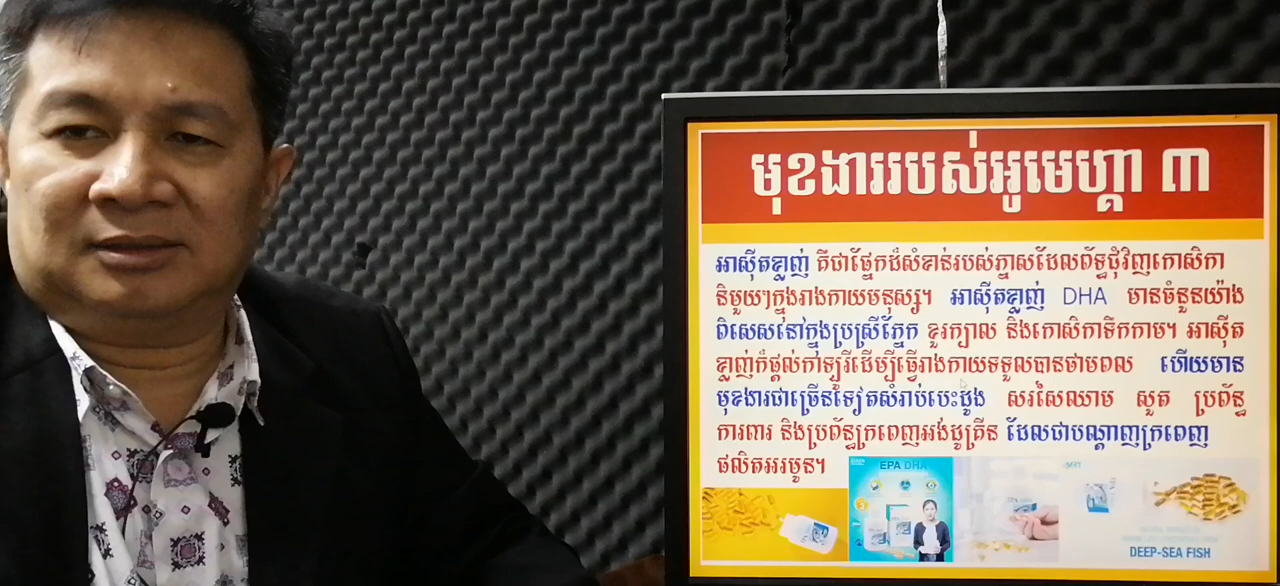 មុខងាររបស់អូមេហ្គា ៣
អាស៊ីតខ្លាញ់ គឺជាផ្នែកដ៏សំខាន់របស់ភ្នាសដែលព័ទ្ធជុំវិញកោសិកា
និមួយៗក្នុងរាងកាយមនុស្ស។ អាស៊ីតខ្លាញ់ DHA មានចំនួនយ៉ាង
ពិសេសនៅក្នុងប្រស្រីភ្នែក ខួរក្បាល និងកោសិកាទឹកកាម។ អាស៊ីត
ខ្លាញ់ក៏ផ្តល់កាឡូរីដើម្បីធ្វើរាងកាយទទួលបានថាមពល ហើយមាន
មុខងារជាច្រើនទៀតសំរាប់បេះដូង សរសៃឈាម សួត ប្រព័ន្ធ
ការពារ និងប្រព័ន្ធក្រពេញអង់ដូគ្រីន ដែលជាបណ្តាញក្រពេញ
ផលិតអរម៉ូន។
EPA DHA
DEEP-SEA FISH